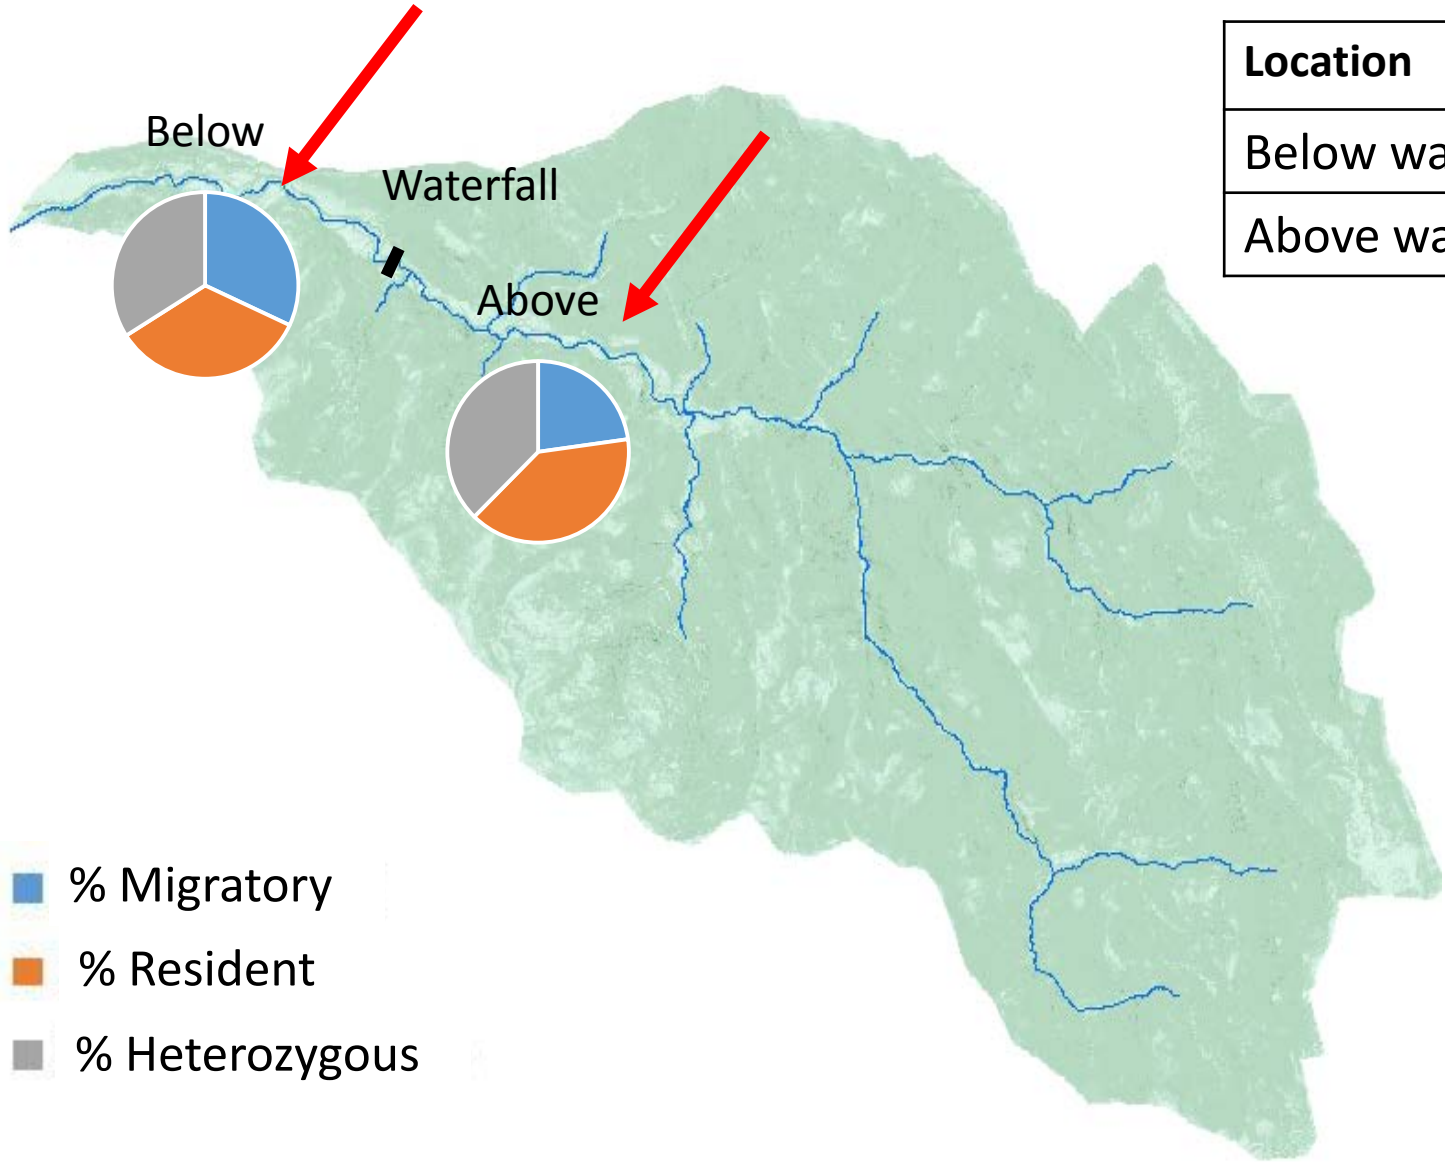 Location
Below
Below wa
Waterfall
Above wa
Above
% Migratory
% Resident
% Heterozygous